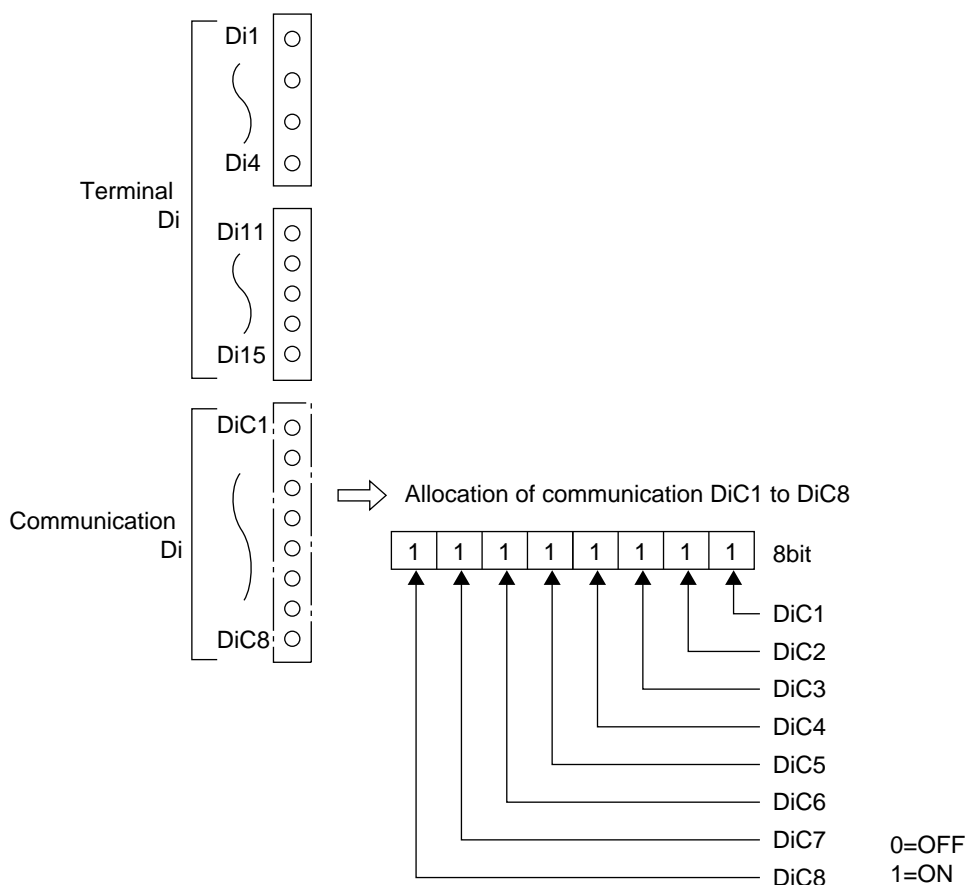 Di1
Di4
Terminal
Di
Di11
Di15
DiC1
Communication
Di
DiC8
Allocation of communication DiC1 to DiC8
1 1 1 1 1 1 1 1 8bit
DiC1
DiC2
DiC3
DiC4
DiC5
DiC6
DiC7
DiC8
0=OFF
1=ON